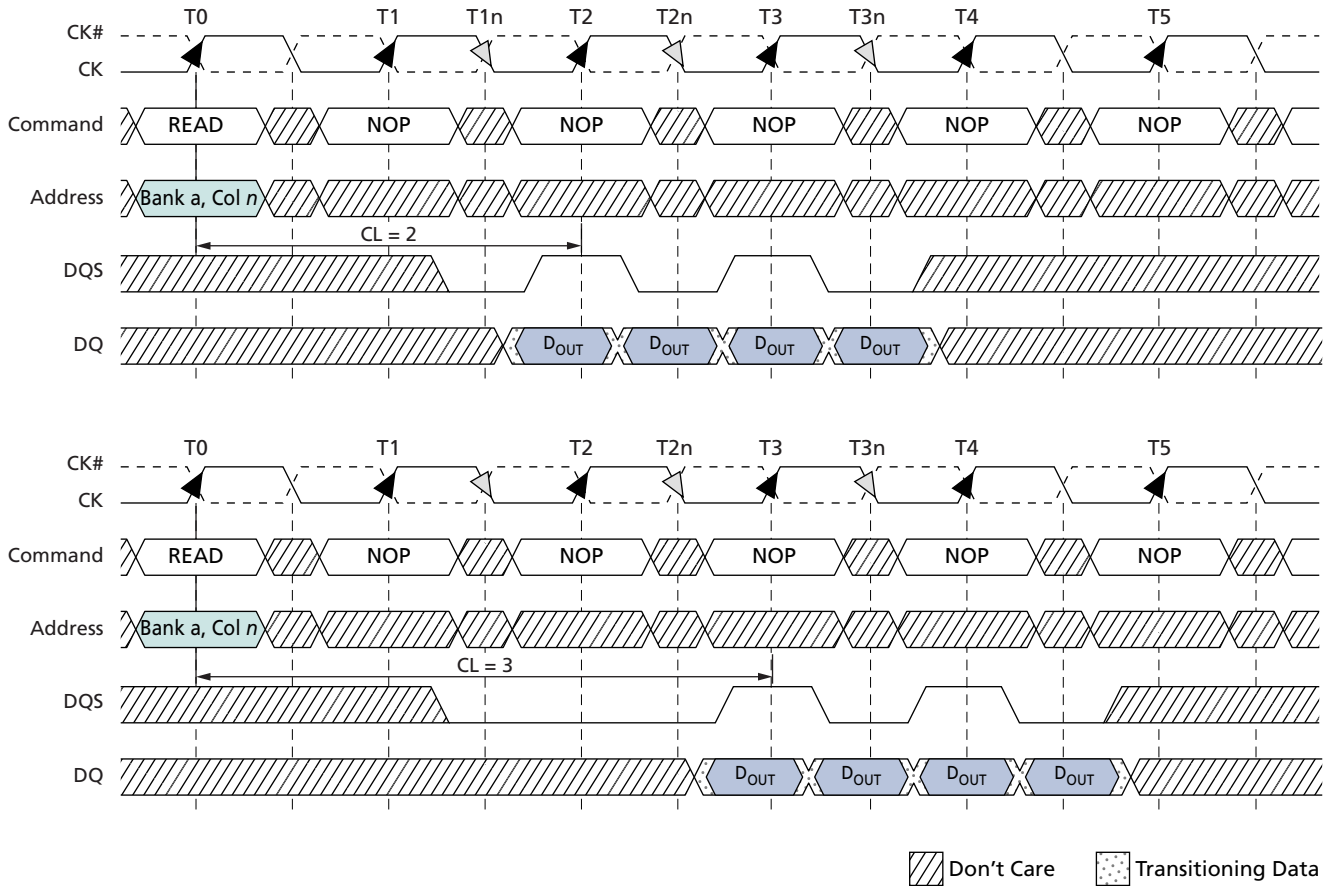 T0 T1 T1n T2 T2n T3 T3n T4 T5
CK#
CK
Command READ NOP NOP NOP NOP NOP
Address Bank a, Col n
CL = 2
DQS
DQ DOUT DOUT DOUT DOUT
T0 T1 T1n T2 T2n T3 T3n T4 T5
CK#
CK
Command READ NOP NOP NOP NOP NOP
Address Bank a, Col n
CL = 3
DQS
DQ DOUT DOUT DOUT DOUT
Don't Care Transitioning Data